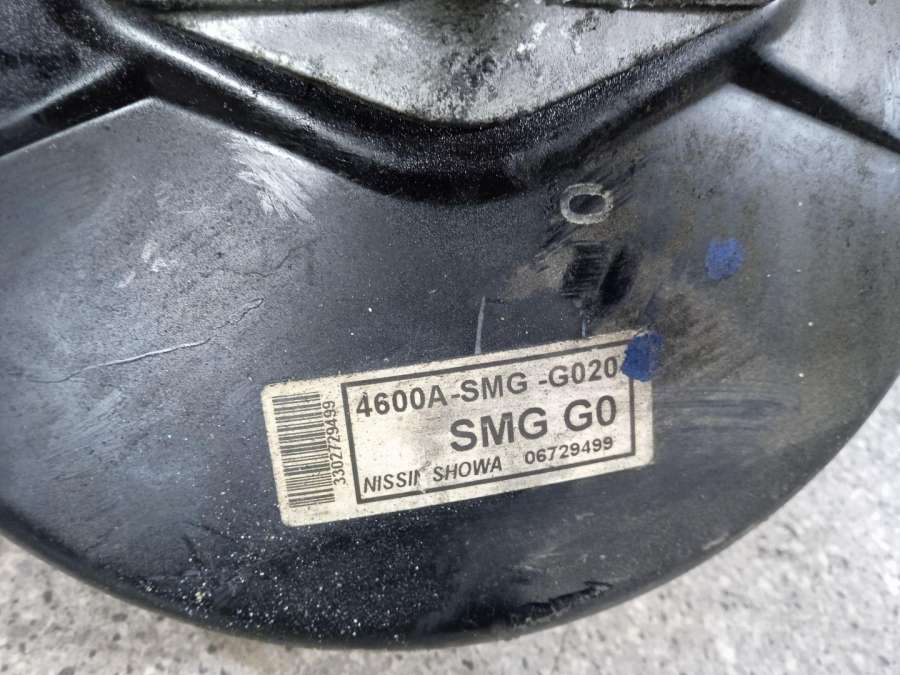 4600A-SMG -G020
SMG G0
NISSIN SHOWA 06729499
3302729499